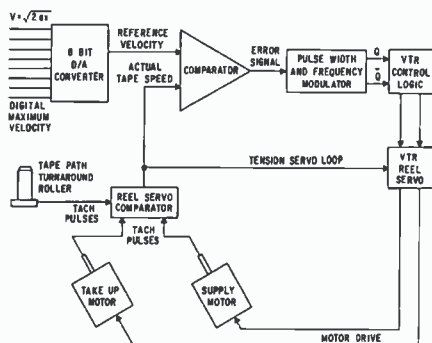 V=√2as
8 BIT
D/A
CONVERTER
DIGITAL
MAXIMUM
VELOCITY
REFERENCE
VELOCITY
ACTUAL
TAPE SPEED
COMPARATOR
ERROR
SIGNAL
PULSE WIDTH
AND FREQUENCY
MODULATOR
Q
Q̅
VTR
CONTROL
LOGIC
TAPE PATH
TURNAROUND
ROLLER
TACH
PULSES
REEL SERVO
COMPARATOR
TENSION SERVO LOOP
VTR
REEL
SERVO
TACH
PULSES
TAKE UP
MOTOR
SUPPLY
MOTOR
MOTOR DRIVE